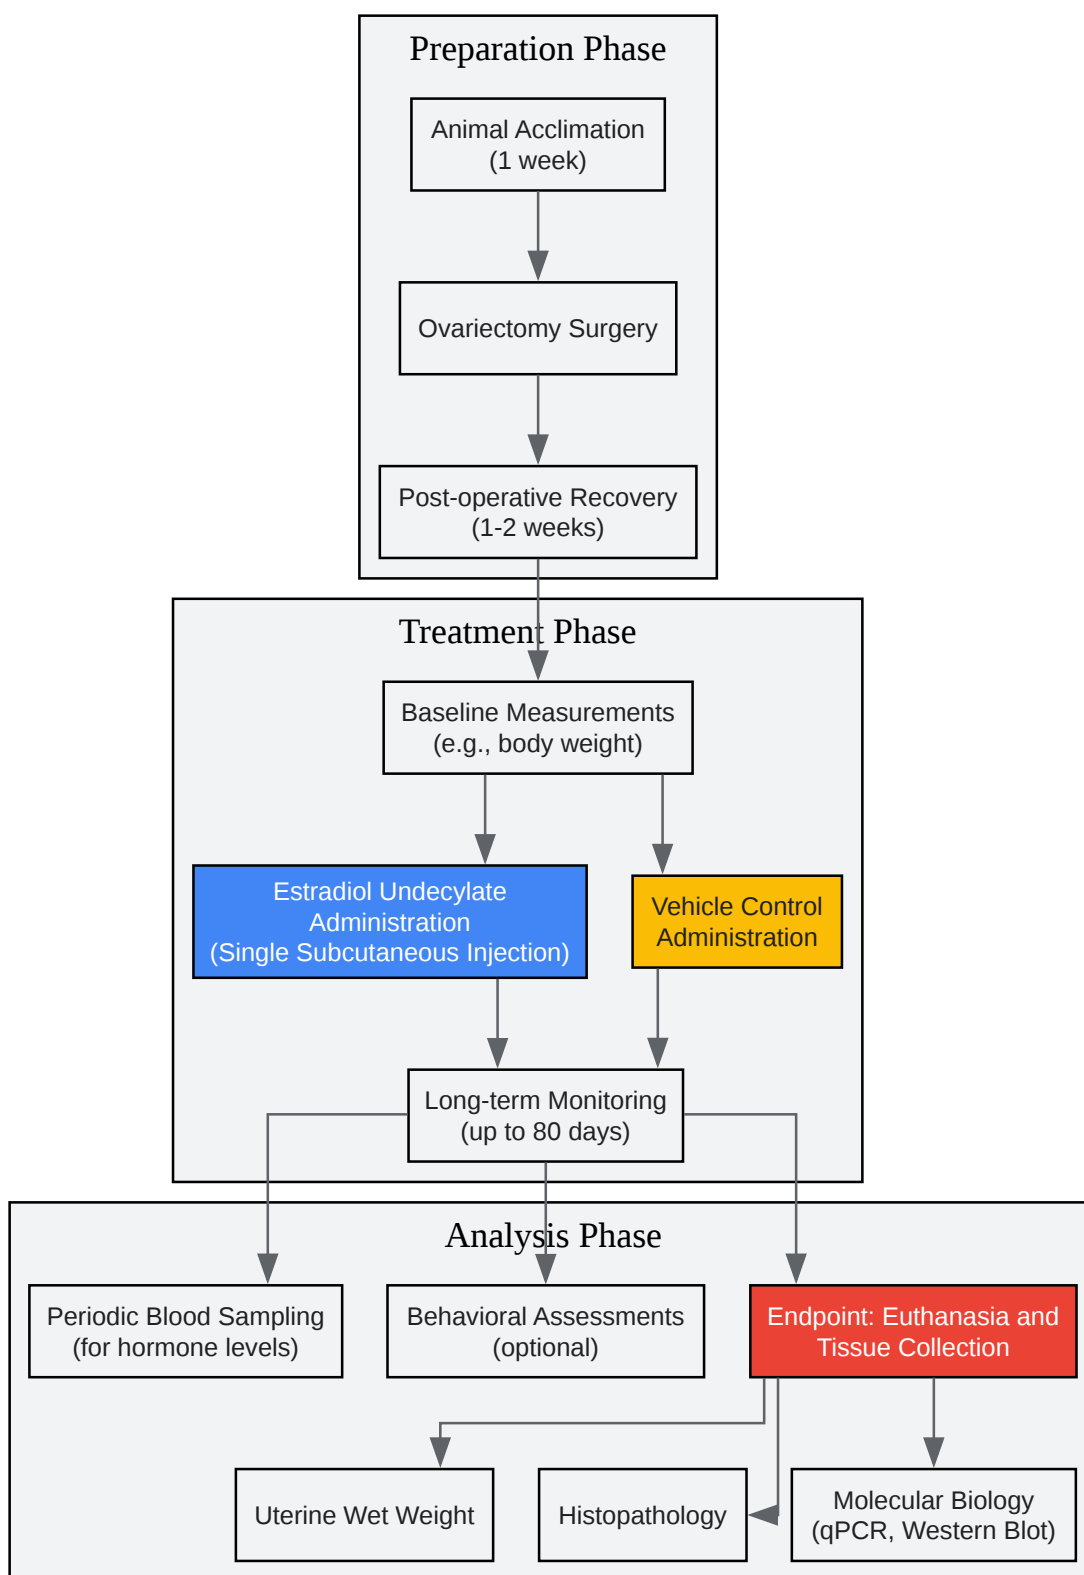 Preparation Phase
Animal Acclimation
(1 week)
Ovariectomy Surgery
Post-operative Recovery
(1-2 weeks)
Treatment Phase
Baseline Measurements
(e.g., body weight)
Estradiol Undecylate
Administration
(Single Subcutaneous Injection)
Vehicle Control
Administration
Long-term Monitoring
(up to 80 days)
Analysis Phase
Periodic Blood Sampling
(for hormone levels)
Behavioral Assessments
(optional)
Endpoint: Euthanasia and
Tissue Collection
Uterine Wet Weight
Histopathology
Molecular Biology
(qPCR, Western Blot)